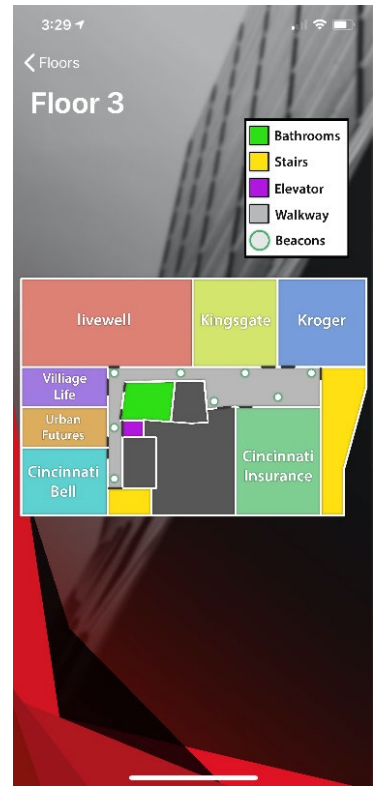 3:29
Floors
Floor 3
Bathrooms
Stairs
Elevator
Walkway
Beacons
livewell
Kingsgate
Kroger
Villiage
Life
Urban
Futures
Cincinnati
Bell
Cincinnati
Insurance